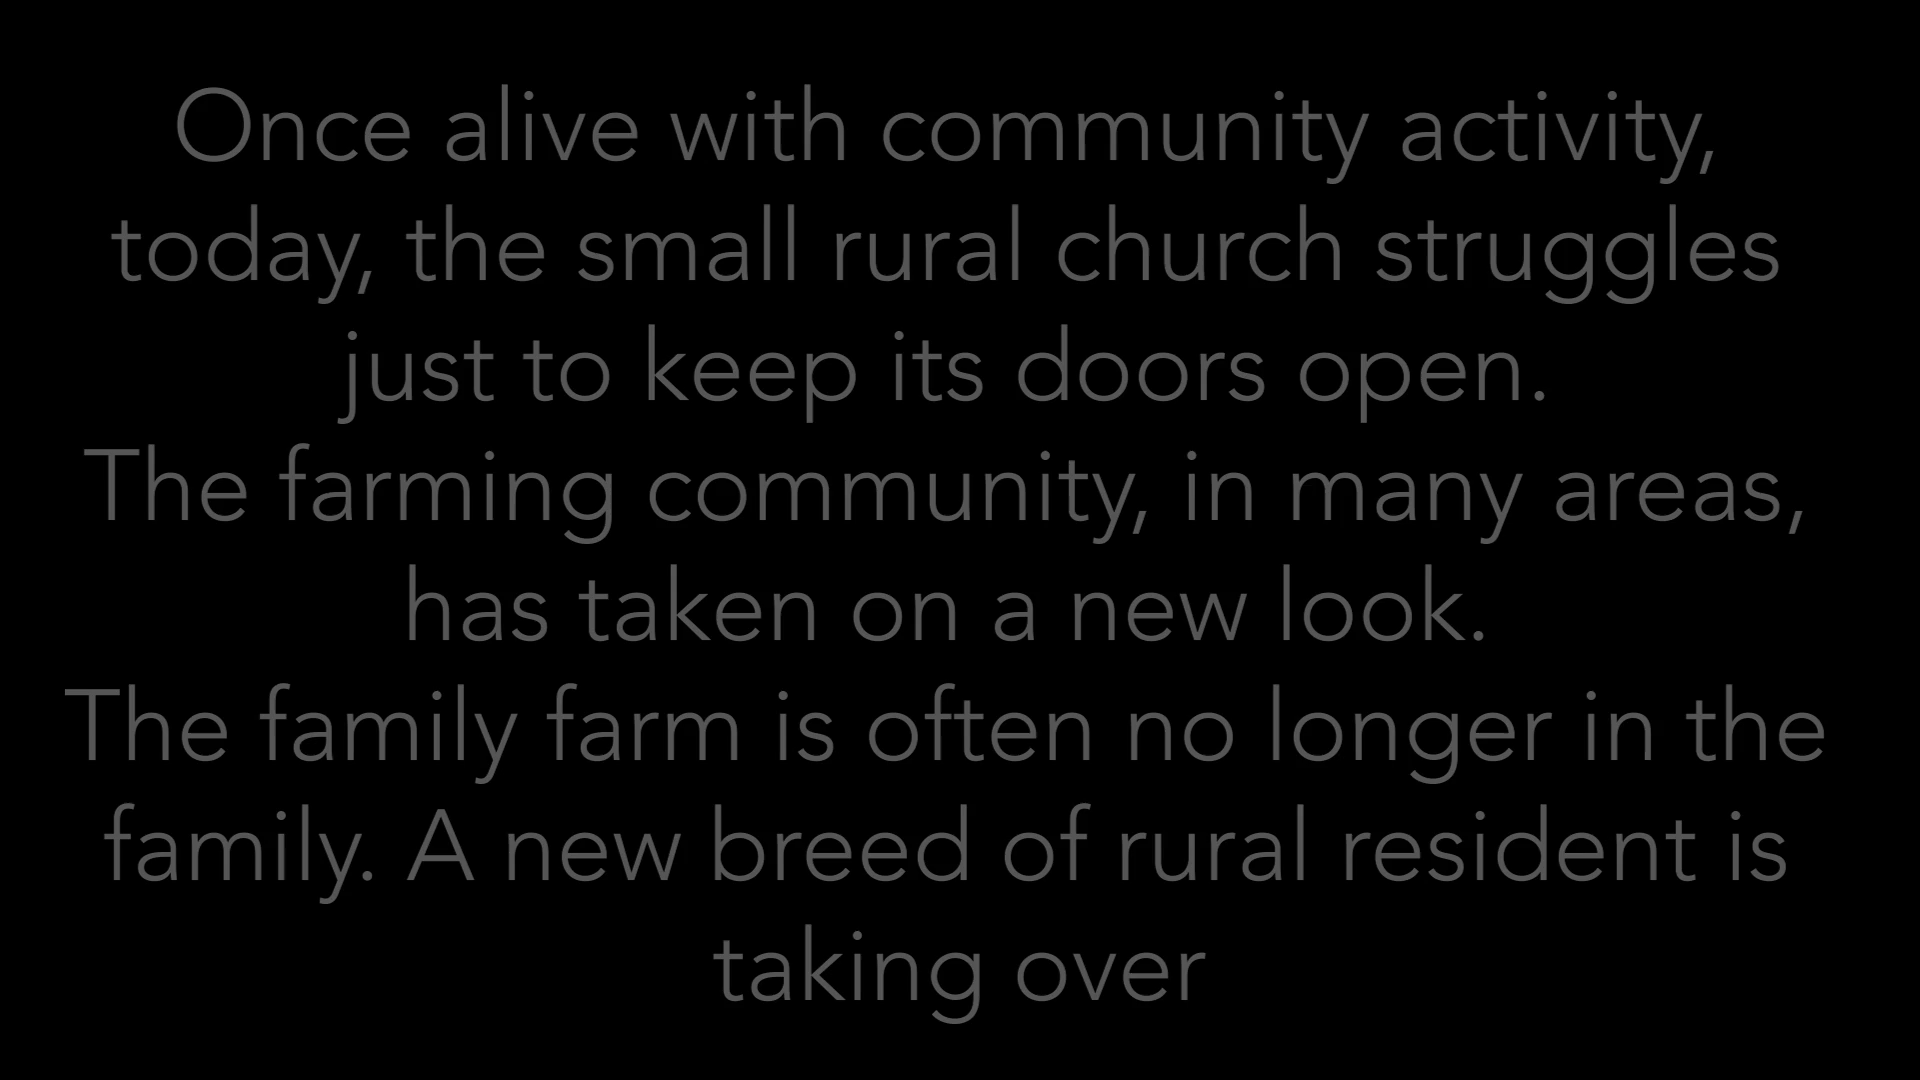 Once alive with community activity,
today, the small rural church struggles
just to keep its doors open.
The farming community, in many areas,
has taken on a new look.
The family farm is often no longer in the
family. A new breed of rural resident is
taking over